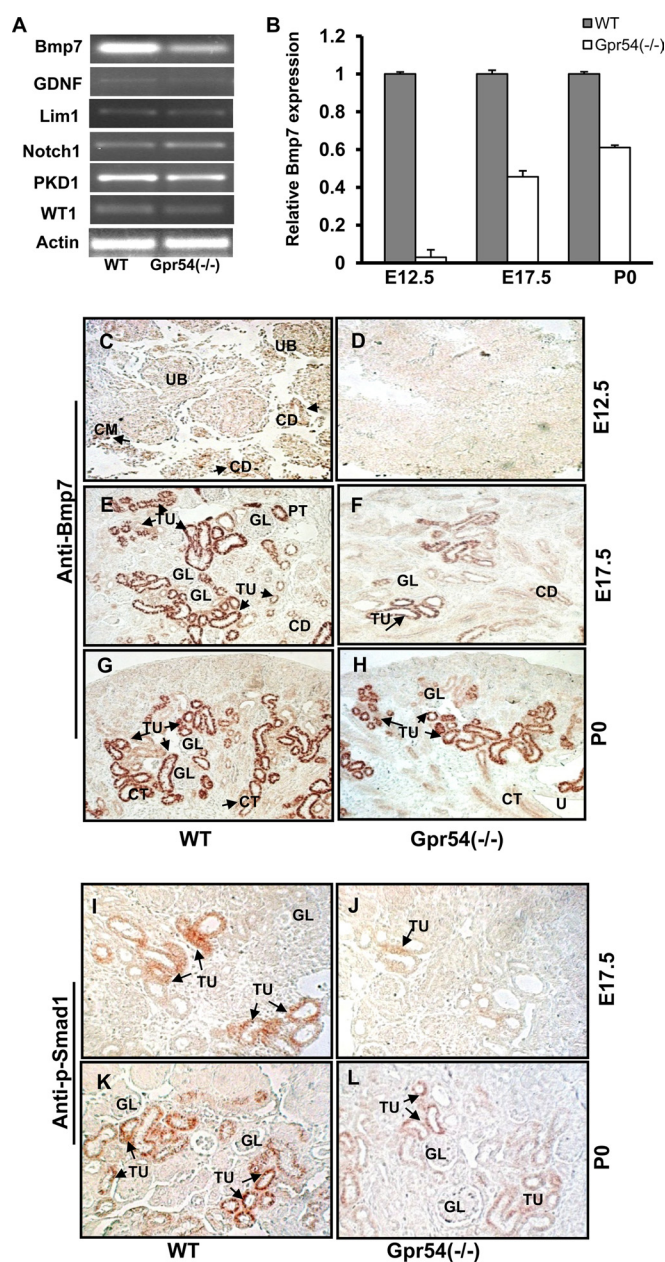 A
Bmp7
GDNF
Lim1
Notch1
PKD1
WT1
Actin
WT Gpr54(-/-)
B
WT
Gpr54(-/-)
Relative Bmp7 expression
1.2
1
0.8
0.6
0.4
0.2
0
E12.5 E17.5 P0
Anti-Bmp7
C
UB
UB
CM
CD
CD
D
E12.5
E
TU
GL
PT
GL
GL
TU
CD
F
GL
CD
TU
E17.5
G
TU
GL
GL
CT
CT
H
GL
TU
CT
U
P0
WT Gpr54(-/-)
Anti-p-Smad1
I
GL
TU
TU
J
TU
E17.5
K
GL
GL
TU
TU
L
TU
GL
GL
TU
P0
WT Gpr54(-/-)